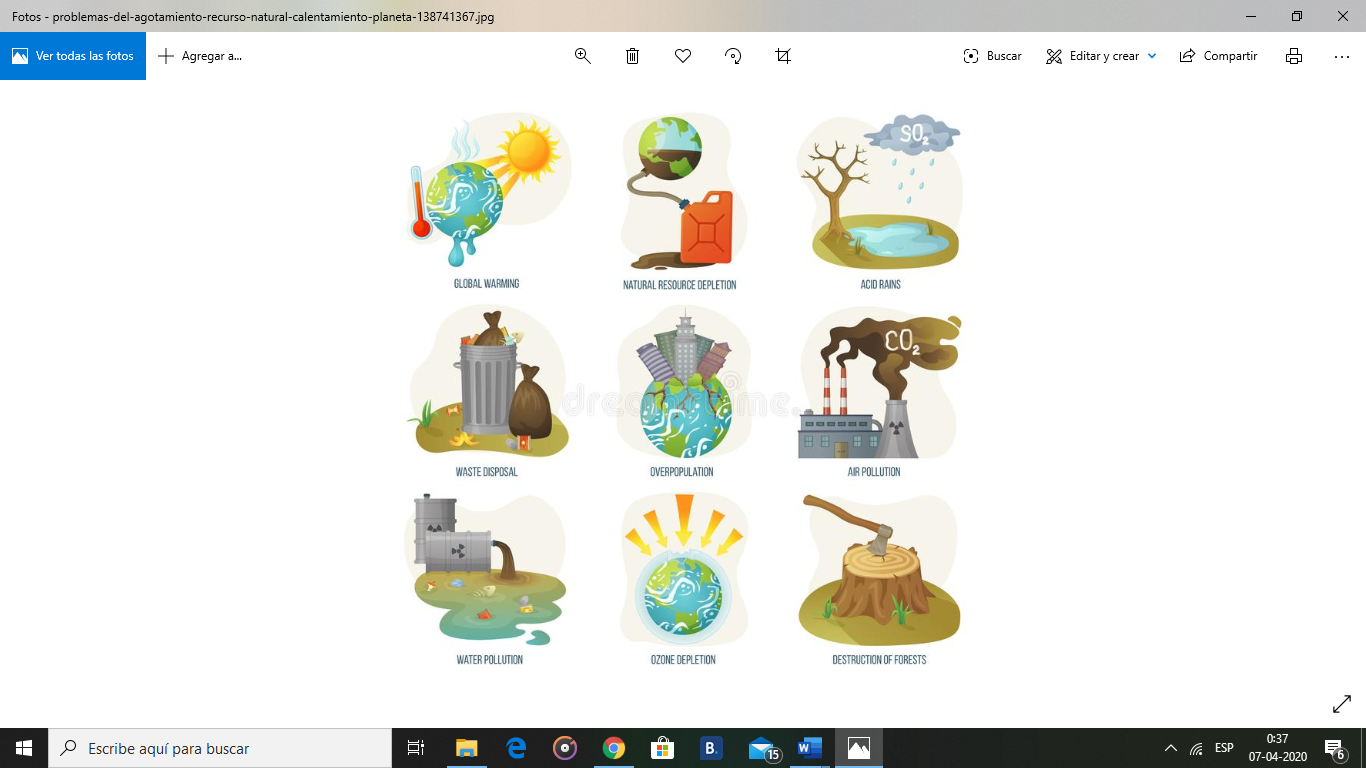 Fotos - problemas-del-agotamiento-recurso-natural-calentamiento-planeta-138741367.jpg
Ver todas las fotos
Agregar a...
Buscar
Editar y crear
Compartir
SO₂
GLOBAL WARMING
NATURAL RESOURCE DEPLETION
ACID RAINS
CO₂
dreamstime.
WASTE DISPOSAL
OVERPOPULATION
AIR POLLUTION
WATER POLLUTION
OZONE DEPLETION
DESTRUCTION OF FORESTS
Escribe aquí para buscar
B.
15
W
ESP
0:37
07-04-2020
6